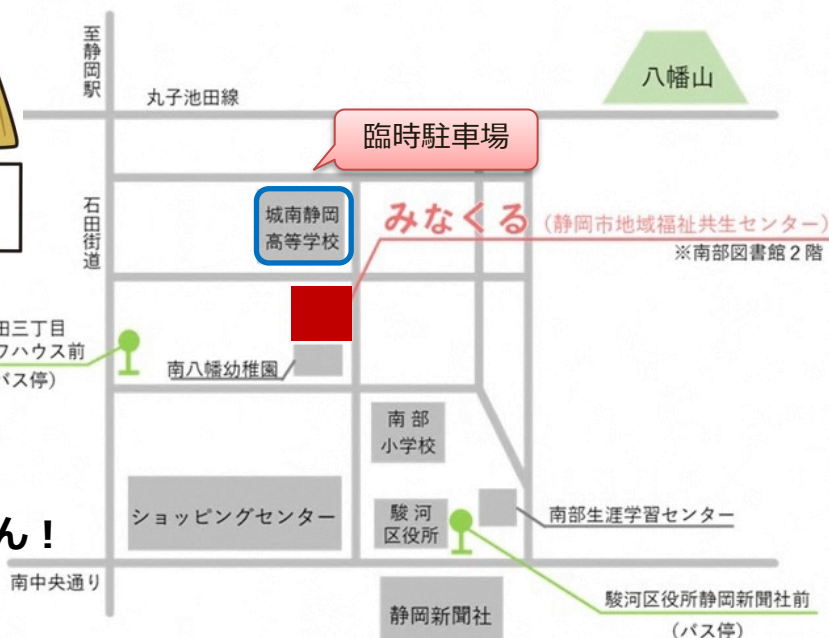 至静岡駅
丸子池田線
八幡山
臨時駐車場
石田街道
城南静岡
高等学校
みなくる（静岡市地域福祉共生センター）
※南部図書館２階
田三丁目
フハウス前
バス停）
南八幡幼稚園
南部
小学校
ん！
ショッピングセンター
駿河
区役所
南部生涯学習センター
南中央通り
静岡新聞社
駿河区役所静岡新聞社前
（バス停）